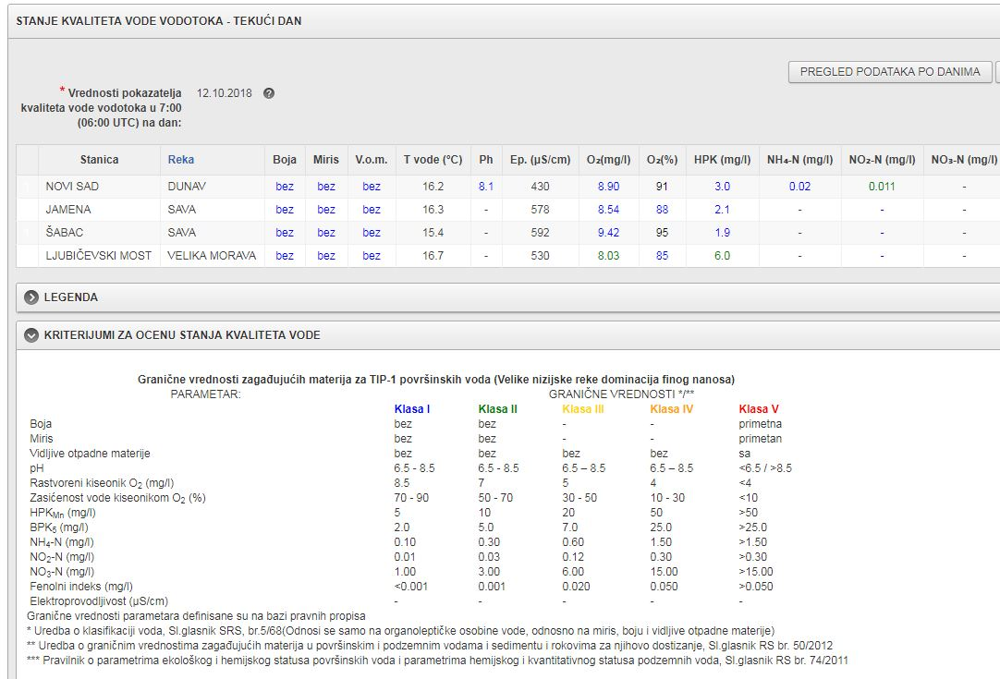 STANJE KVALITETA VODE VODOTOKA - TEKUĆI DAN
PREGLED PODATAKA PO DANIMA
* Vrednosti pokazatelja kvaliteta vode vodotoka u 7:00 (06:00 UTC) na dan: 12.10.2018 ?
Stanica Reka Boja Miris V.o.m. T vode (°C) Ph Ep. (µS/cm) O₂(mg/l) O₂(%) HPK (mg/l) NH₄-N (mg/l) NO₂-N (mg/l) NO₃-N (mg/l)
NOVI SAD DUNAV bez bez bez 16.2 8.1 430 8.90 91 3.0 0.02 0.011 -
JAMENA SAVA bez bez bez 16.3 - 578 8.54 88 2.1 - - -
ŠABAC SAVA bez bez bez 15.4 - 592 9.42 95 1.9 - - -
LJUBIČEVSKI MOST VELIKA MORAVA bez bez bez 16.7 - 530 8.03 85 6.0 - - -
LEGENDA
KRITERIJUMI ZA OCENU STANJA KVALITETA VODE
Granične vrednosti zagađujućih materija za TIP-1 površinskih voda (Velike nizijske reke dominacija finog nanosa)
PARAMETAR: GRANIČNE VREDNOSTI */**
Klasa I Klasa II Klasa III Klasa IV Klasa V
Boja bez bez - - primetna
Miris bez bez - - primetan
Vidljive otpadne materije bez bez bez bez sa
pH 6.5 - 8.5 6.5 - 8.5 6.5 – 8.5 6.5 – 8.5 <6.5 / >8.5
Rastvoreni kiseonik O₂ (mg/l) 8.5 7 5 4 <4
Zasićenost vode kiseonikom O₂ (%) 70 - 90 50 - 70 30 - 50 10 - 30 <10
HPKMn (mg/l) 5 10 20 50 >50
BPK₅ (mg/l) 2.0 5.0 7.0 25.0 >25.0
NH₄-N (mg/l) 0.10 0.30 0.60 1.50 >1.50
NO₂-N (mg/l) 0.01 0.03 0.12 0.30 >0.30
NO₃-N (mg/l) 1.00 3.00 6.00 15.00 >15.00
Fenolni indeks (mg/l) <0.001 0.001 0.020 0.050 >0.050
Elektroprovodljivost (µS/cm) - - - - -
Granične vrednosti parametara definisane su na bazi pravnih propisa
* Uredba o klasifikaciji voda, Sl.glasnik SRS, br.5/68(Odnosi se samo na organoleptičke osobine vode, odnosno na miris, boju i vidljive otpadne materije)
** Uredba o graničnim vrednostima zagađujućih materija u površinskim i podzemnim vodama i sedimentu i rokovima za njihovo dostizanje, Sl.glasnik RS br. 50/2012
*** Pravilnik o parametrima ekološkog i hemijskog statusa površinskih voda i parametrima hemijskog i kvantitativnog statusa podzemnih voda, Sl.glasnik RS br. 74/2011